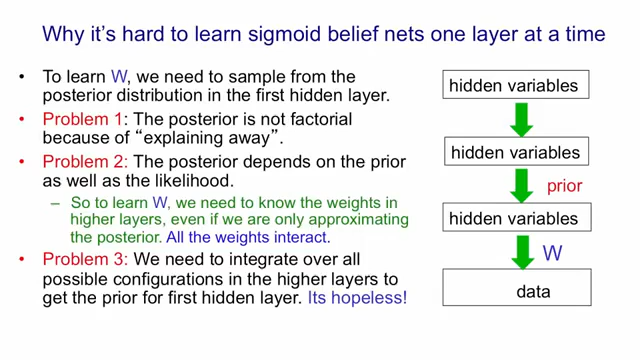 Why it's hard to learn sigmoid belief nets one layer at a time
• To learn W, we need to sample from the
posterior distribution in the first hidden layer.
• Problem 1: The posterior is not factorial
because of “explaining away”.
• Problem 2: The posterior depends on the prior
as well as the likelihood.
– So to learn W, we need to know the weights in
higher layers, even if we are only approximating
the posterior. All the weights interact.
• Problem 3: We need to integrate over all
possible configurations in the higher layers to
get the prior for first hidden layer. Its hopeless!
hidden variables
hidden variables
prior
hidden variables
W
data